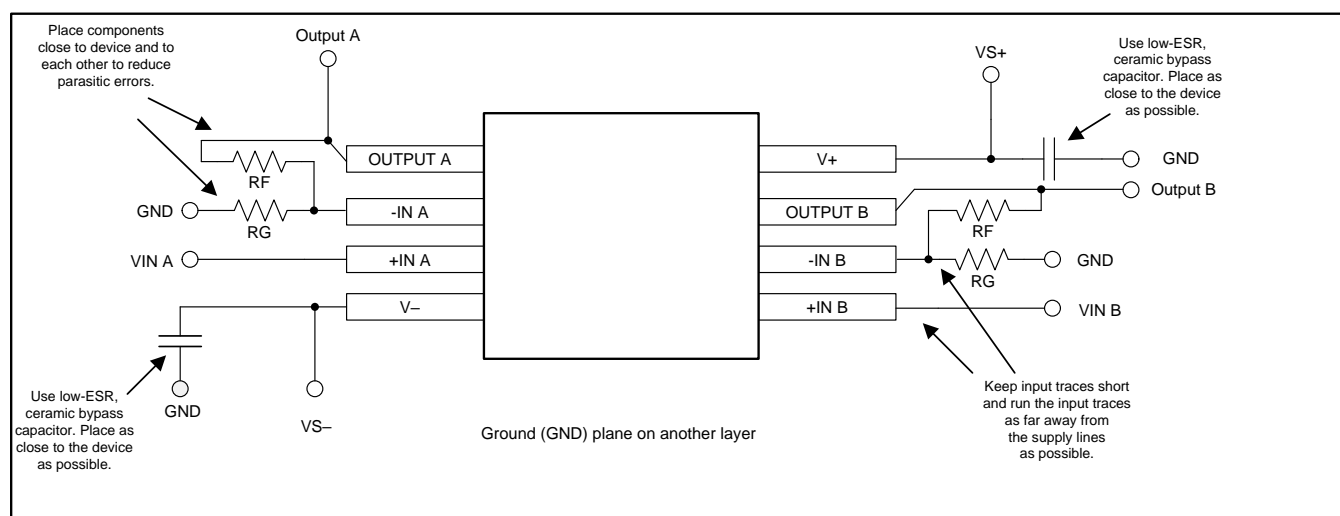 Place components
close to device and to
each other to reduce
parasitic errors.
Output A
VS+
Use low-ESR,
ceramic bypass
capacitor. Place as
close to the device
as possible.
OUTPUT A
V+
GND
RF
Output B
GND
-IN A
OUTPUT B
RG
RF
VIN A
+IN A
-IN B
GND
RG
V–
+IN B
VIN B
Use low-ESR,
ceramic bypass
capacitor. Place as
close to the device
as possible.
GND
VS–
Ground (GND) plane on another layer
Keep input traces short
and run the input traces
as far away from
the supply lines
as possible.